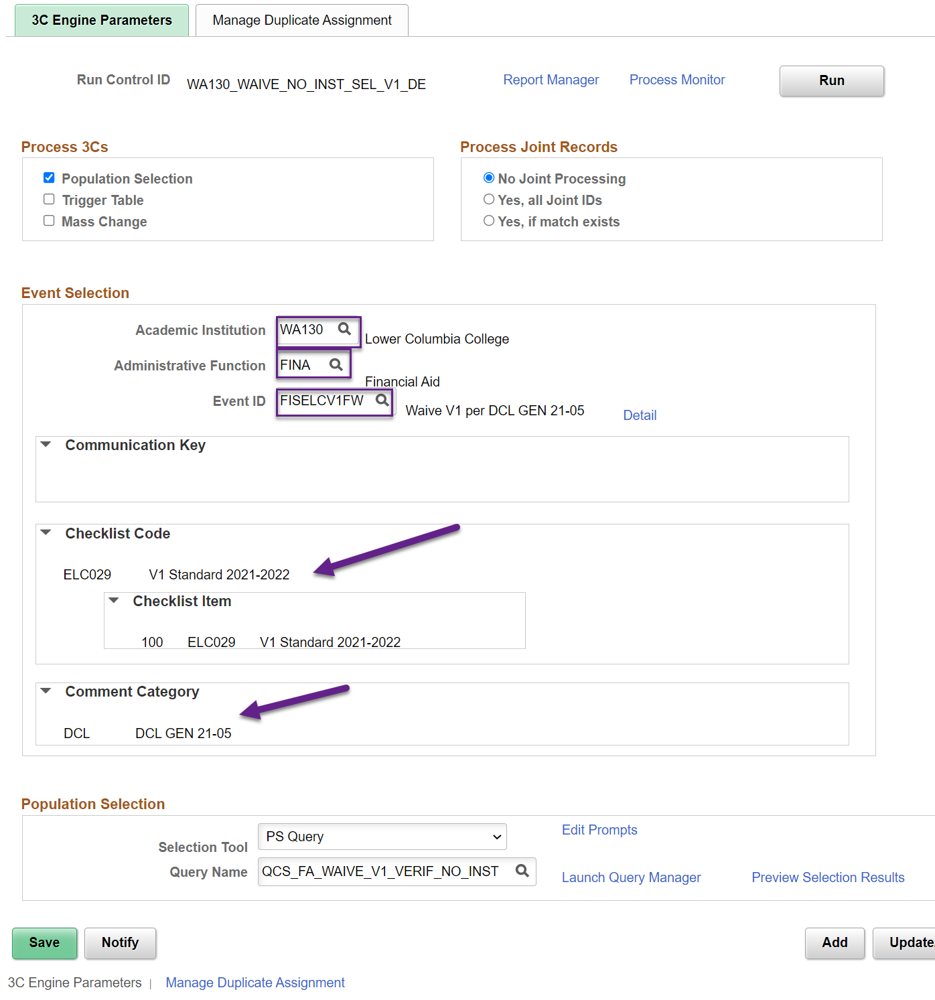 3C Engine Parameters Manage Duplicate Assignment
Run Control ID WA130_WAIVE_NO_INST_SEL_V1_DE Report Manager Process Monitor Run
Process 3Cs Process Joint Records
Population Selection No Joint Processing
Trigger Table Yes, all Joint IDs
Mass Change Yes, if match exists
Event Selection
Academic Institution WA130 Lower Columbia College
Administrative Function FINA Financial Aid
Event ID FISELCV1FW Waive V1 per DCL GEN 21-05 Detail
Communication Key
Checklist Code
ELC029 V1 Standard 2021-2022
Checklist Item
100 ELC029 V1 Standard 2021-2022
Comment Category
DCL DCL GEN 21-05
Population Selection
Selection Tool PS Query Edit Prompts
Query Name QCS_FA_WAIVE_V1_VERIF_NO_INST Launch Query Manager Preview Selection Results
Save Notify Add Update
3C Engine Parameters | Manage Duplicate Assignment